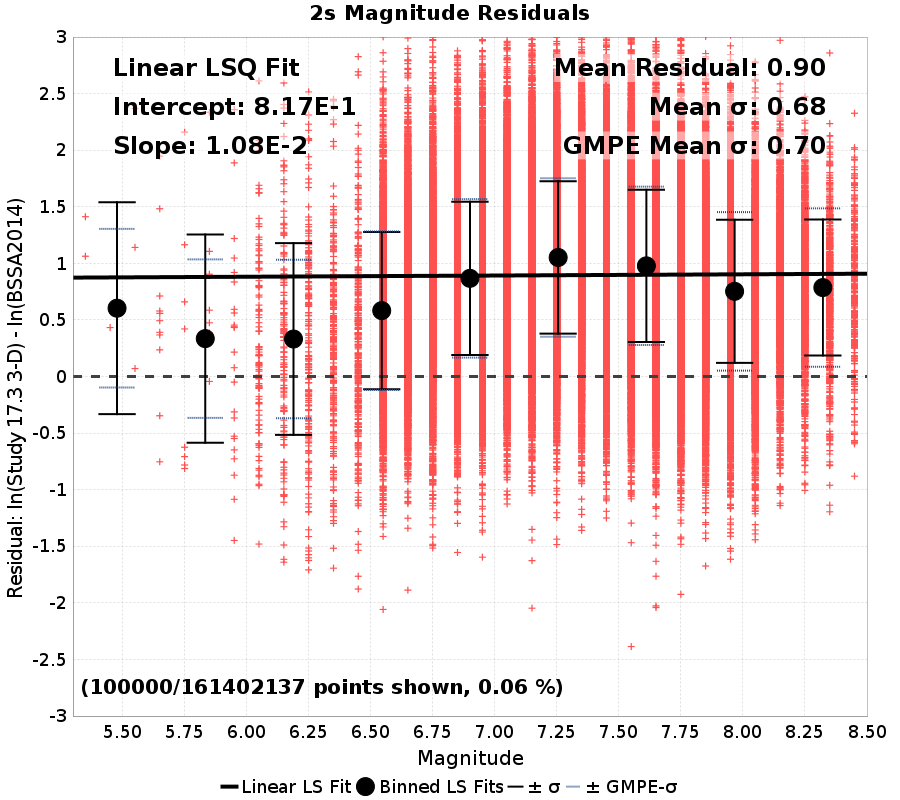 2s Magnitude Residuals
Linear LSQ Fit
Intercept: 8.17E-1
Slope: 1.08E-2
Mean Residual: 0.90
Mean σ: 0.68
GMPE Mean σ: 0.70
Residual: ln(Study 17.3 3-D) - ln(BSSA2014)
3
2.5
2
1.5
1
0.5
0
-0.5
-1
-1.5
-2
-2.5
-3
(100000/161402137 points shown, 0.06 %)
5.50 5.75 6.00 6.25 6.50 6.75 7.00 7.25 7.50 7.75 8.00 8.25 8.50
Magnitude
Linear LS Fit Binned LS Fits ± σ ± GMPE-σ